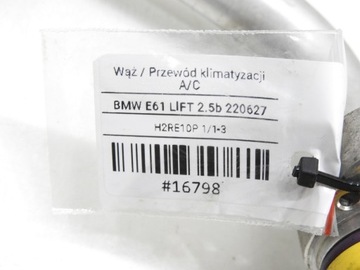 Wąż / Przewód klimatyzacji
A/C
BMW E61 LIFT 2.5b 220627
H2RE10P 1/1-3
#16798